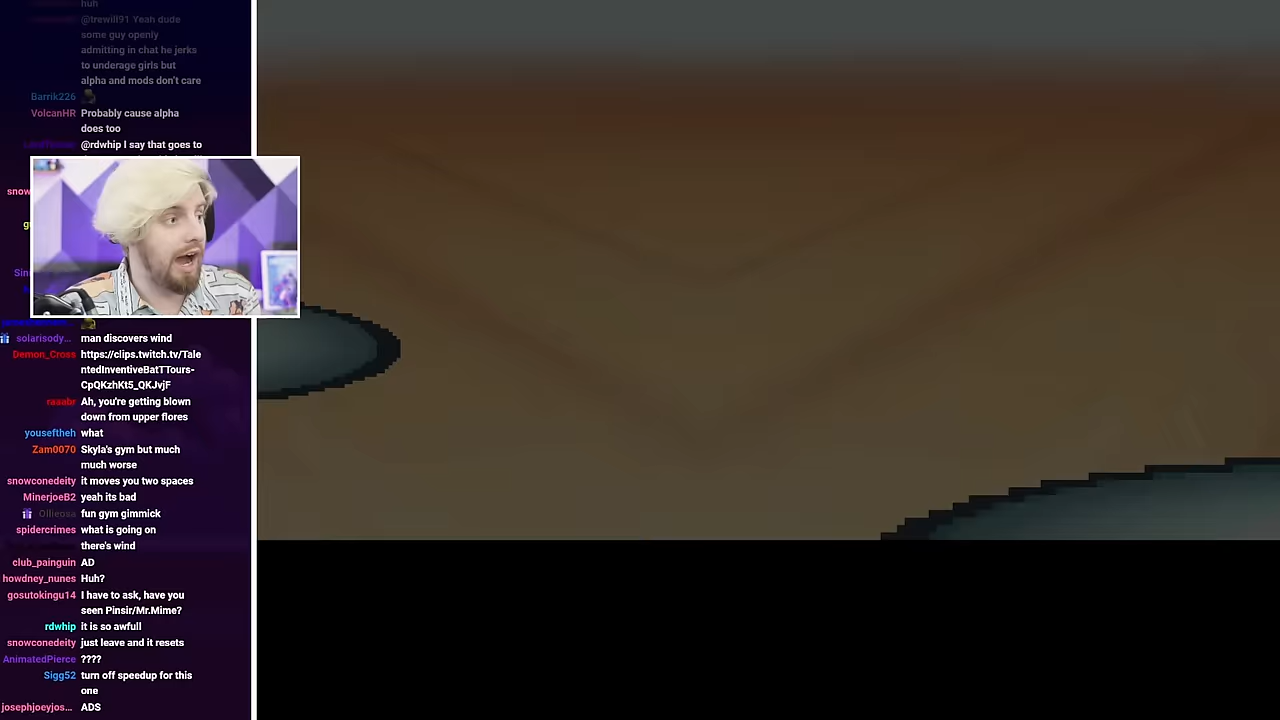 huh
@trewill91 Yeah dude
some guy openly
admitting in chat he jerks
to underage girls but
alpha and mods don't care
Barrik226
VolcanHR Probably cause alpha
does too
@rdwhip I say that goes to
snow
Sin
solarisody... man discovers wind
Demon_Cross https://clips.twitch.tv/Tale
ntedInventiveBatTTours-
CpQKzhKt5_QKJvjF
raaabr Ah, you're getting blown
down from upper flores
youseftheh what
Zam0070 Skyla's gym but much
much worse
snowconedeity it moves you two spaces
MinerjoeB2 yeah its bad
Ollieosa fun gym gimmick
spidercrimes what is going on
there's wind
club_painguin AD
howdney_nunes Huh?
gosutokingu14 I have to ask, have you
seen Pinsir/Mr.Mime?
rdwhip it is so awfull
snowconedeity just leave and it resets
AnimatedPierce ????
Sigg52 turn off speedup for this
one
josephjoeyjos... ADS